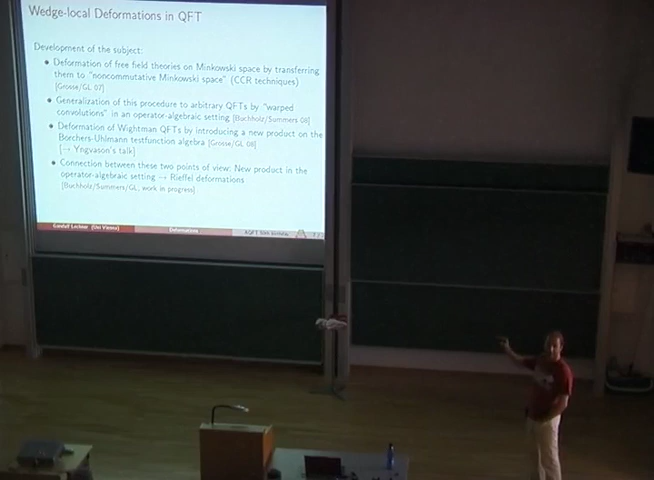 Wedge-local Deformations in QFT
Development of the subject:
Deformation of free field theories on Minkowski space by transferring
them to "noncommutative Minkowski space" (CCR techniques)
[Grosse/GL 07]
Generalization of this procedure to arbitrary QFTs by "warped
convolutions" in an operator-algebraic setting [Buchholz/Summers 08]
Deformation of Wightman QFTs by introducing a new product on the
Borchers-Uhlmann testfunction algebra [Grosse/GL 08]
[→ Yngvason's talk]
Connection between these two points of view: New product in the
operator-algebraic setting → Rieffel deformations
[Buchholz/Summers/GL, work in progress]
(Uni Vienna)
Deformations